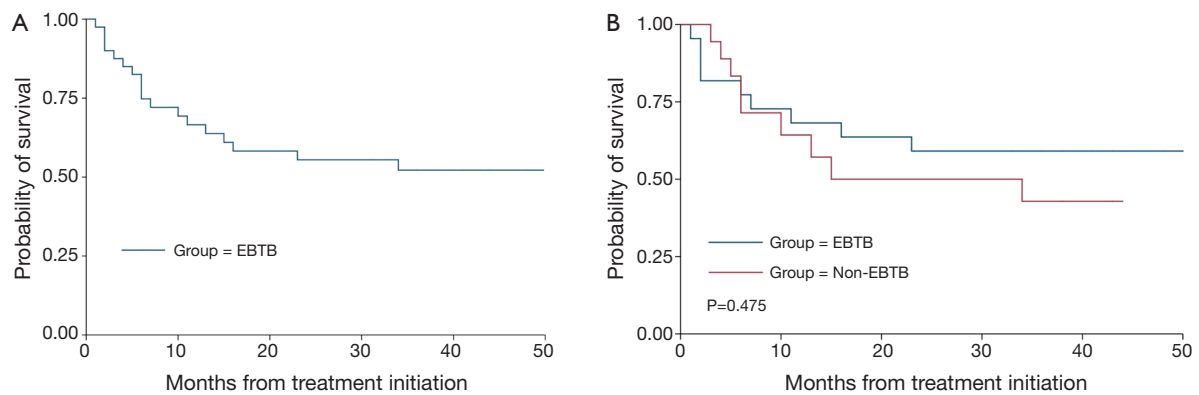 A
1.00
0.75
0.50
0.25
0.00
Probability of survival
Group = EBTB
0 10 20 30 40 50
Months from treatment initiation
B
1.00
0.75
0.50
0.25
0.00
Probability of survival
Group = EBTB
Group = Non-EBTB
P=0.475
0 10 20 30 40 50
Months from treatment initiation